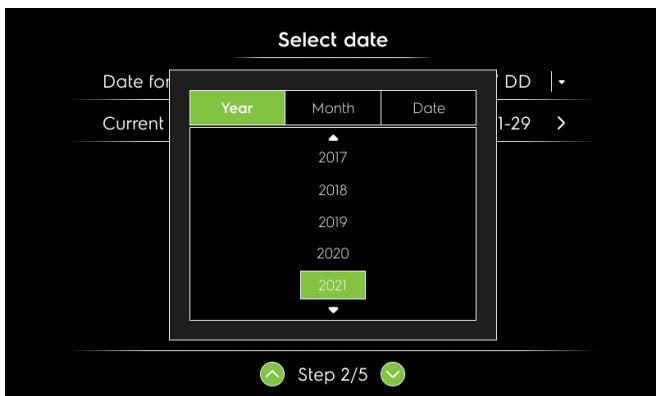 Select date
Date for
DD
Current
1-29
Year Month Date
2017
2018
2019
2020
2021
Step 2/5